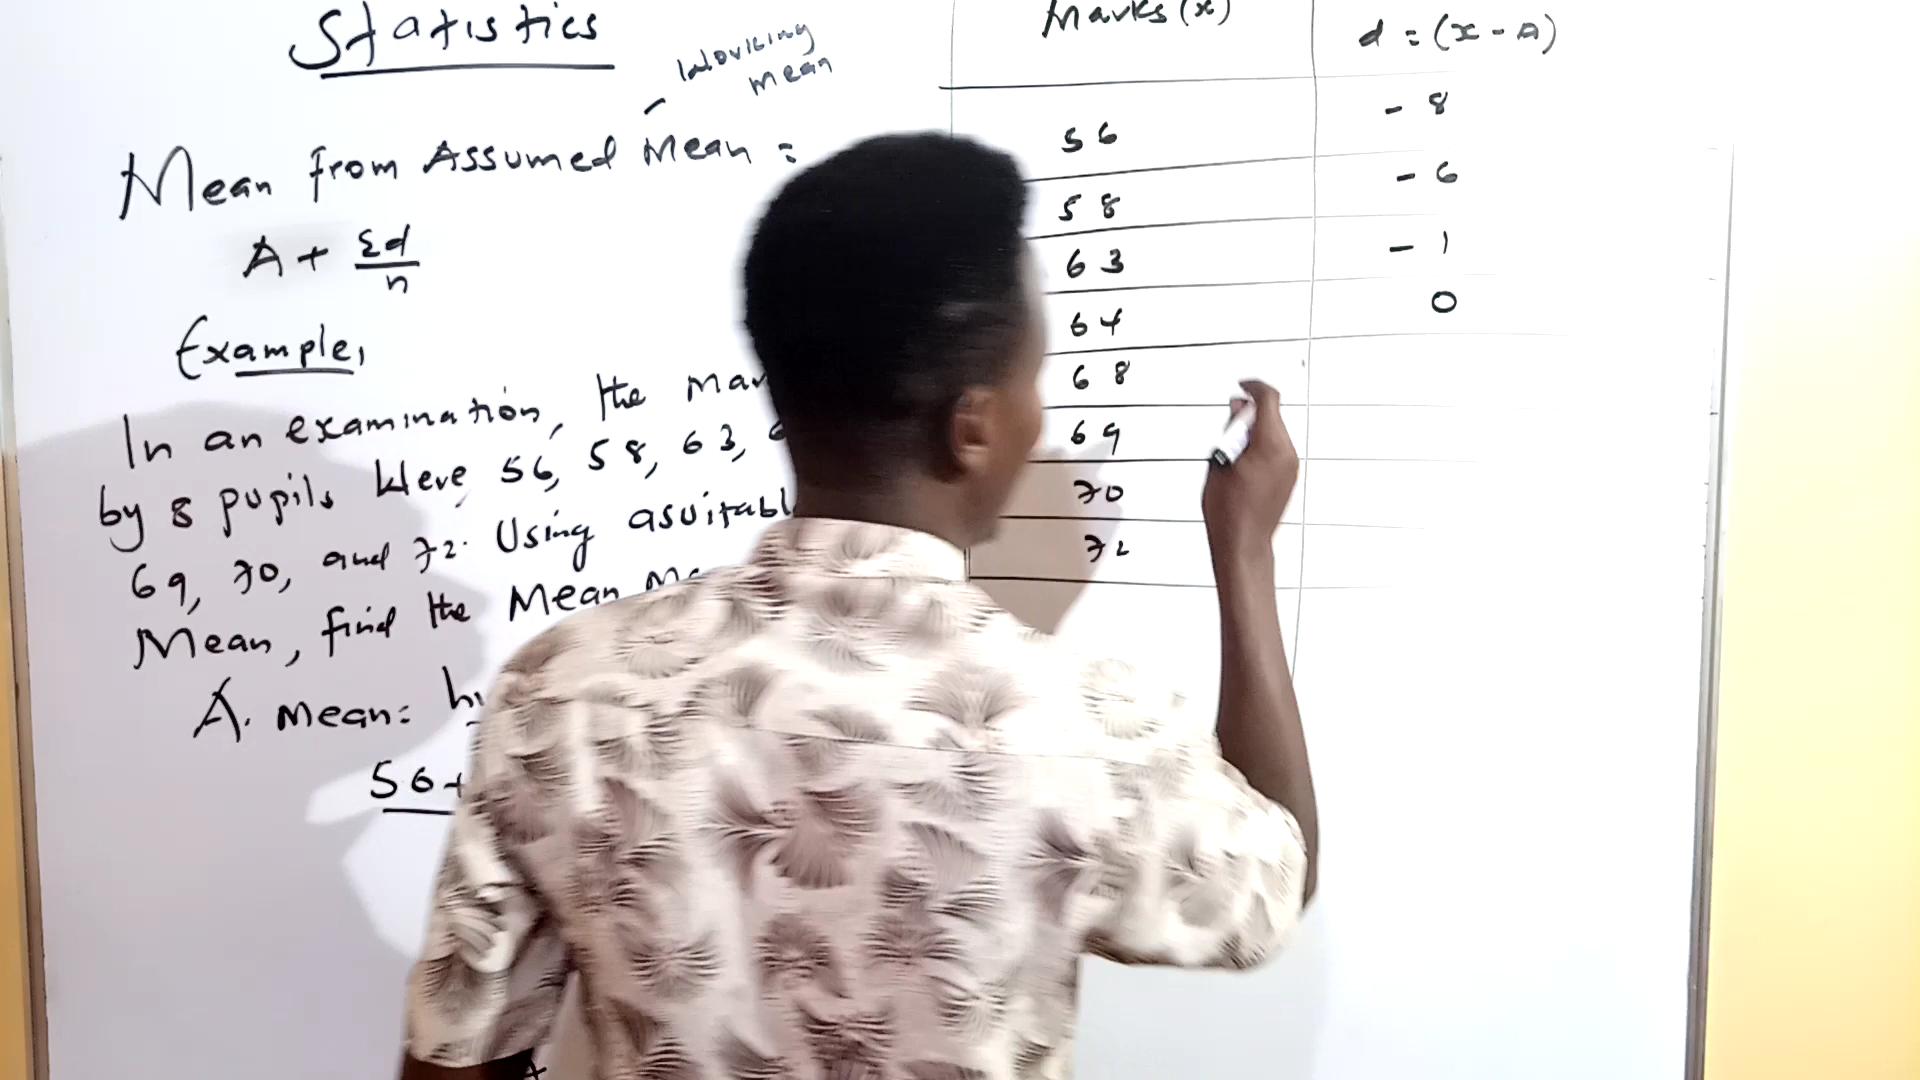 Statistics
working
mean
Mean from Assumed Mean =
A + Σd
n
Example,
In an examination, the
by 8 pupils were, 56, 58, 63,
69, 70, and 72. Using asuitabl
Mean, find the Mean
A. Mean:
56+
Marks (x)
d = (x - A)
56
- 8
58
- 6
63
- 1
64
0
68
69
70
72